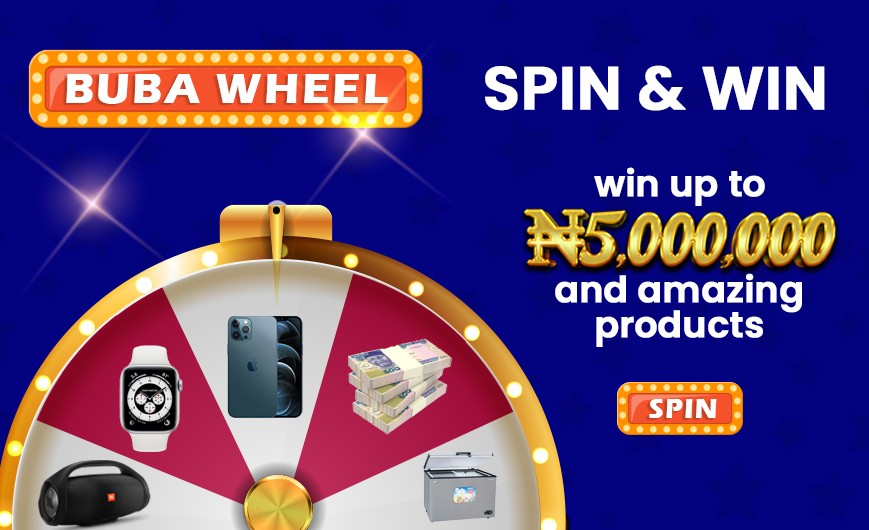 BUBA WHEEL
SPIN & WIN
win up to
₦5,000,000
and amazing
products
SPIN